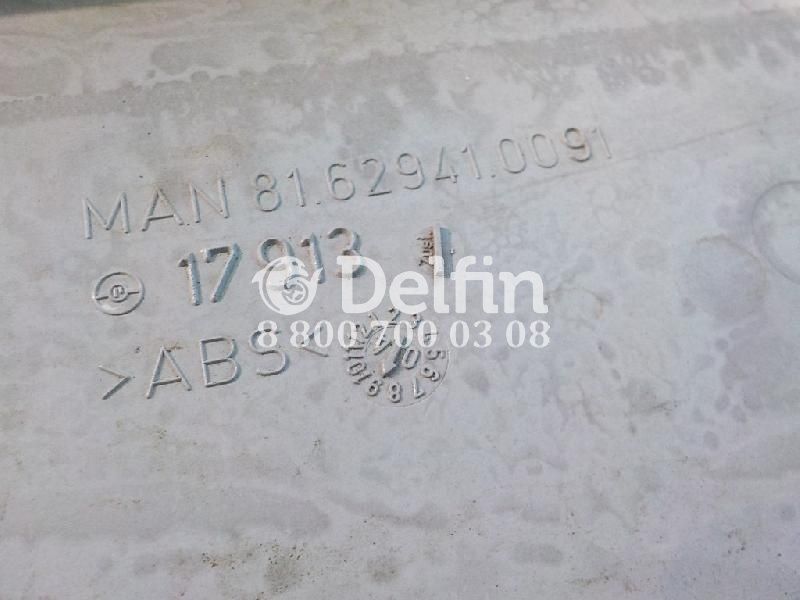 MAN 81.62941.0091
17913
Delfin
8 800 700 03 08
>ABS<